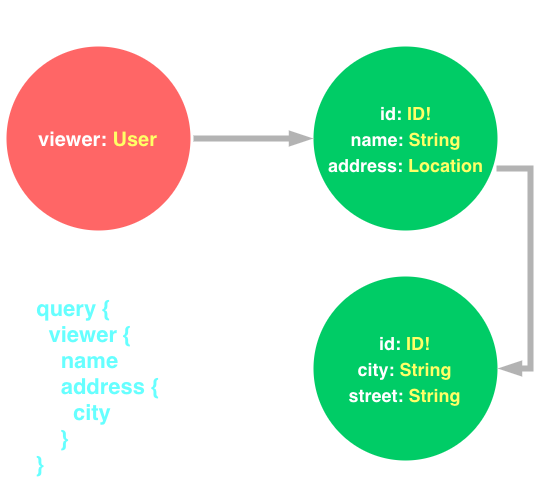 viewer: User
id: ID!
name: String
address: Location
id: ID!
city: String
street: String
query {
viewer {
name
address {
city
}
}